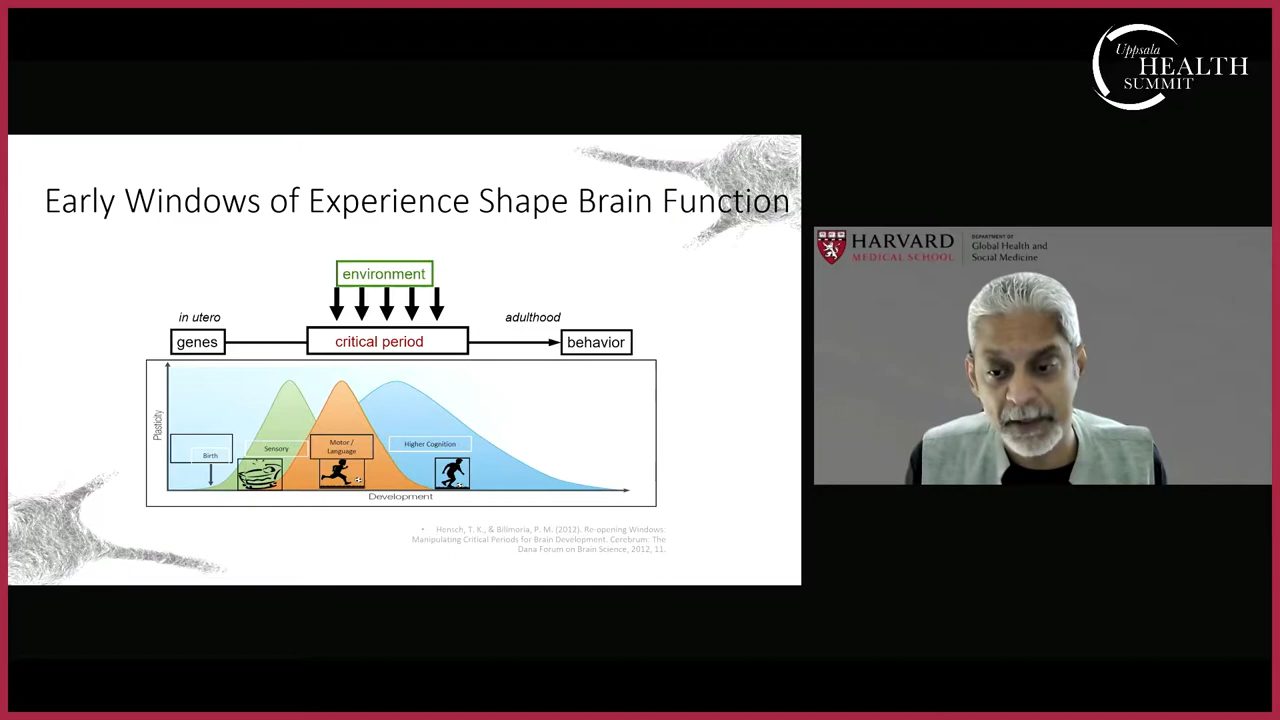 Uppsala
HEALTH
SUMMIT
Early Windows of Experience Shape Brain Function
environment
in utero
adulthood
genes
critical period
behavior
Plasticity
Birth
Sensory
Motor /
Language
Higher Cognition
Development
• Hensch, T. K., & Bilimoria, P. M. (2012). Re-opening Windows:
Manipulating Critical Periods for Brain Development. Cerebrum: The
Dana Forum on Brain Science, 2012, 11.
HARVARD
MEDICAL SCHOOL
DEPARTMENT OF
Global Health and
Social Medicine